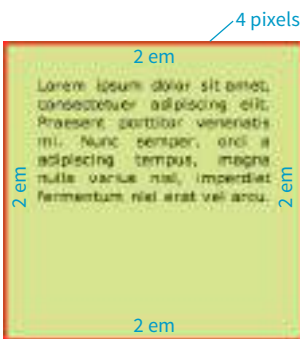 4 pixels
2 em
Lorem ipsum dolor sit amet,
consectetuer adipiscing elit.
Praesent porttitor venenatis
mi. Nunc semper, orci a
adipiscing tempus, magna
nulla varius nisl, imperdiet
fermentum nisl erat vel arcu.
2 em
2 em
2 em